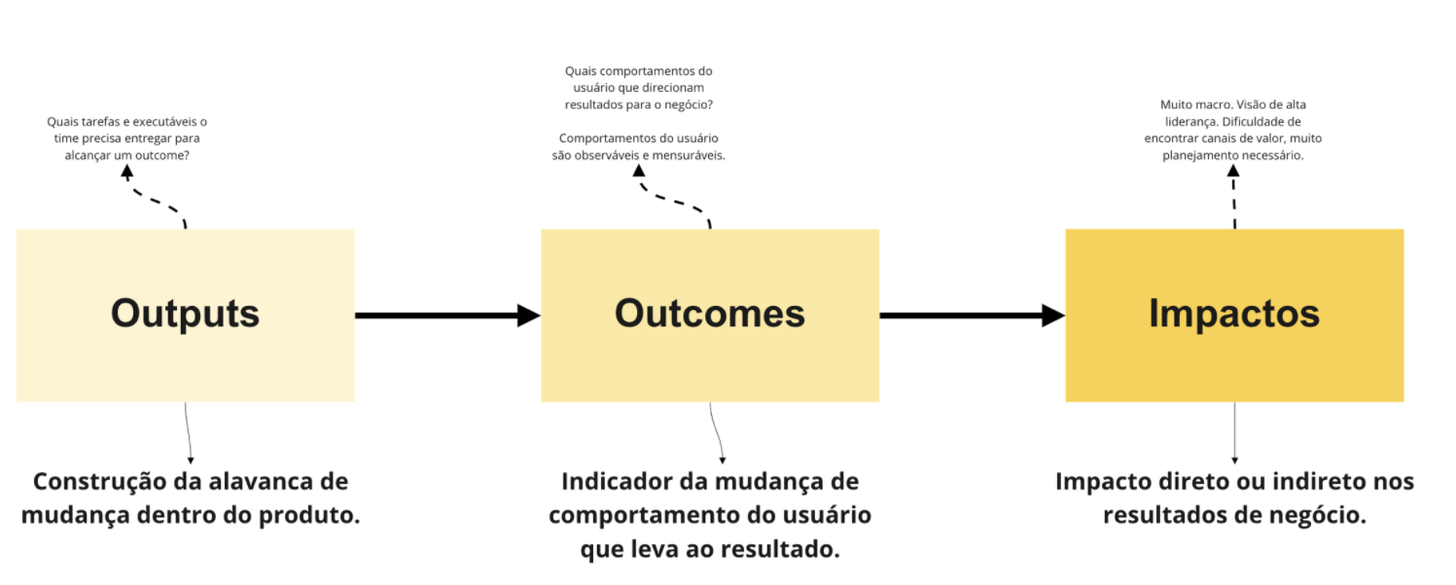 Quais tarefas e executáveis o
time precisa entregar para
alcançar um outcome?
Quais comportamentos do
usuário que direcionam
resultados para o negócio?
Comportamentos do usuário
são observáveis e mensuráveis.
Muito macro. Visão de alta
liderança. Dificuldade de
encontrar canais de valor, muito
planejamento necessário.
Outputs
Outcomes
Impactos
Construção da alavanca de
mudança dentro do produto.
Indicador da mudança de
comportamento do usuário
que leva ao resultado.
Impacto direto ou indireto nos
resultados de negócio.